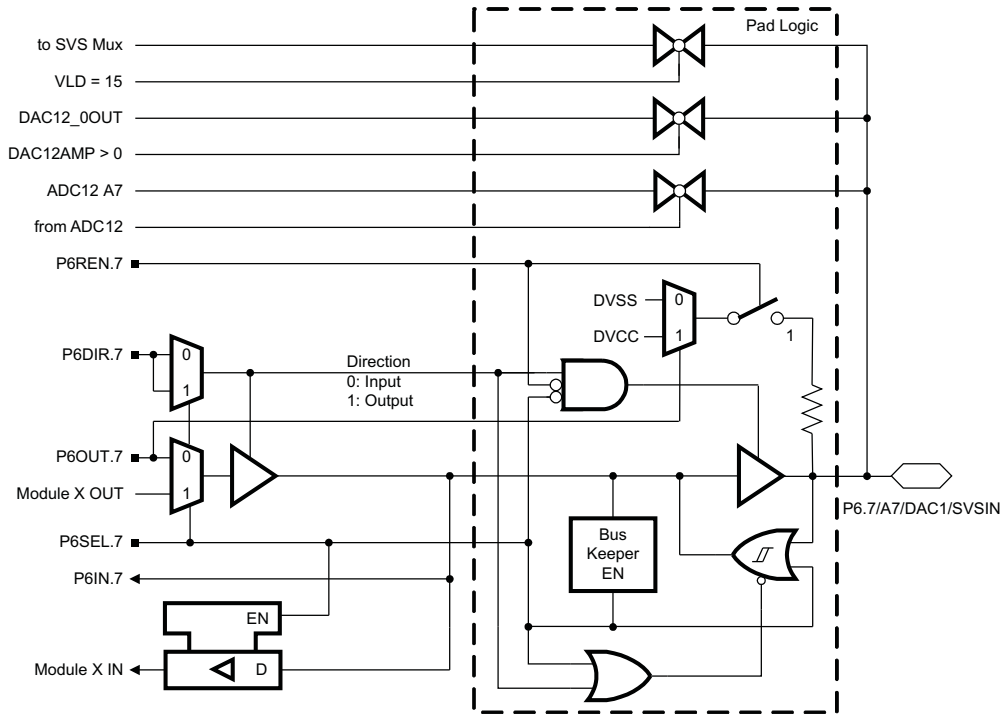 Pad Logic
to SVS Mux
VLD = 15
DAC12_0OUT
DAC12AMP > 0
ADC12 A7
from ADC12
P6REN.7
DVSS
0
DVCC
1
1
P6DIR.7
0
1
Direction
0: Input
1: Output
P6OUT.7
0
Module X OUT
1
P6.7/A7/DAC1/SVSIN
P6SEL.7
Bus
Keeper
EN
P6IN.7
EN
Module X IN
D